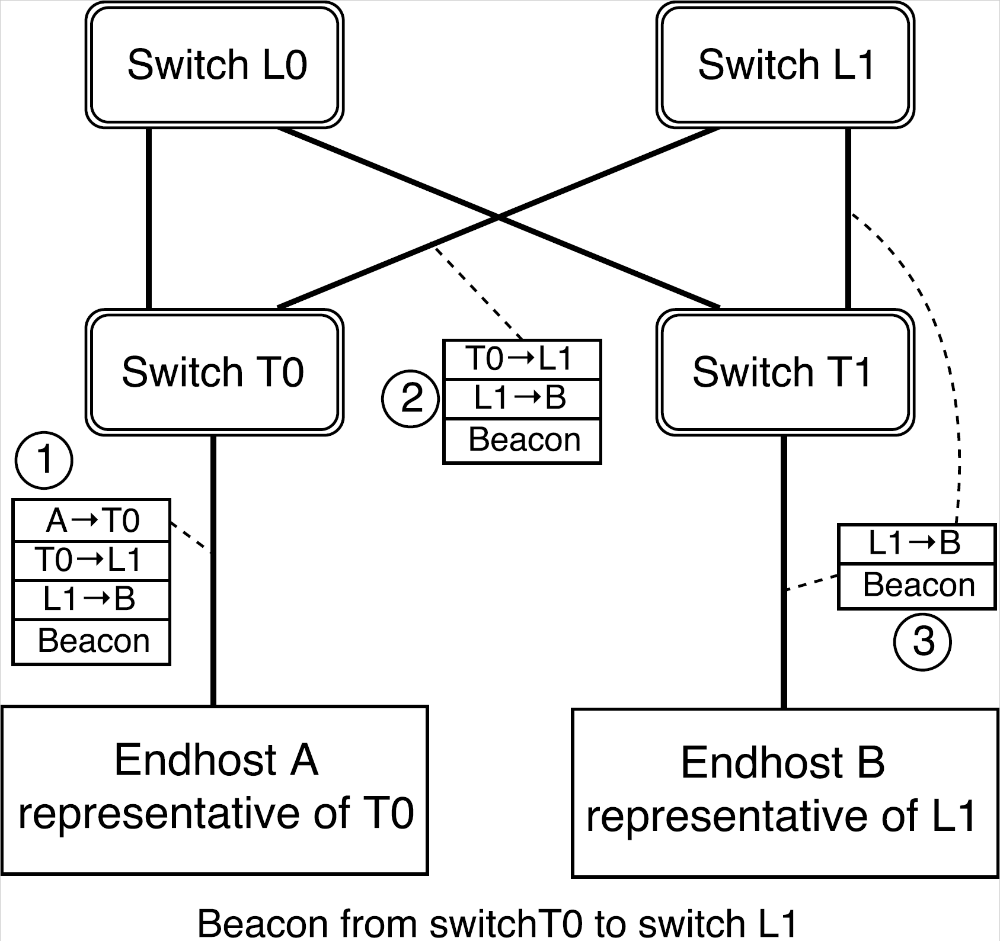 Switch L0
Switch L1
Switch T0
Switch T1
1
A→T0
T0→L1
L1→B
Beacon
2
T0→L1
L1→B
Beacon
L1→B
Beacon
3
Endhost A
representative of T0
Endhost B
representative of L1
Beacon from switchT0 to switch L1